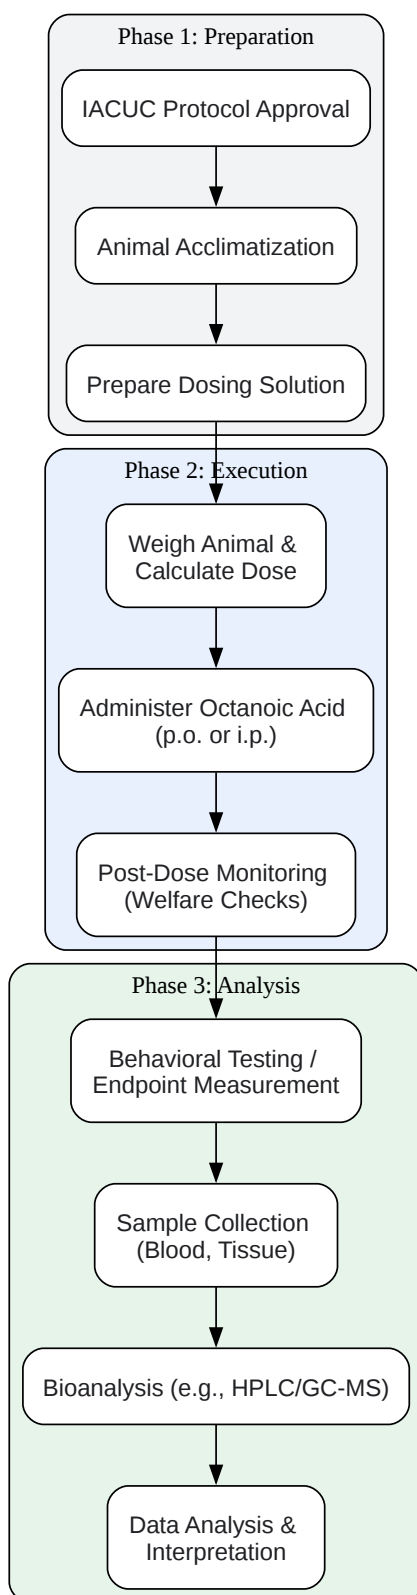 Phase 1: Preparation
IACUC Protocol Approval
Animal Acclimatization
Prepare Dosing Solution
Phase 2: Execution
Weigh Animal &
Calculate Dose
Administer Octanoic Acid
(p.o. or i.p.)
Post-Dose Monitoring
(Welfare Checks)
Phase 3: Analysis
Behavioral Testing /
Endpoint Measurement
Sample Collection
(Blood, Tissue)
Bioanalysis (e.g., HPLC/GC-MS)
Data Analysis &
Interpretation